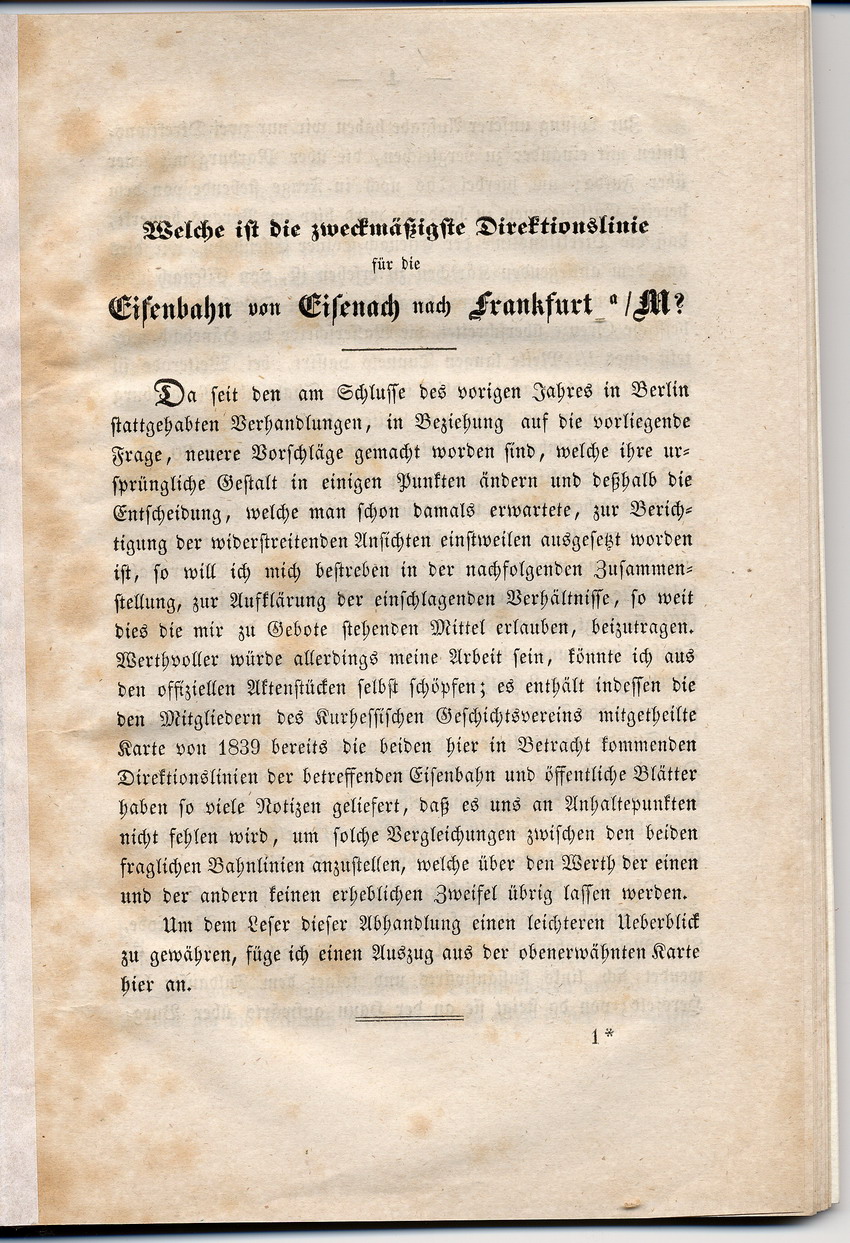 Welche ist die zweckmäßigste Direktionslinie
für die
Eisenbahn von Eisenach nach Frankfurt a/M?
Da seit den am Schlusse des vorigen Jahres in Berlin
stattgehabten Verhandlungen, in Beziehung auf die vorliegende
Frage, neuere Vorschläge gemacht worden sind, welche ihre ur-
sprüngliche Gestalt in einigen Punkten ändern und deßhalb die
Entscheidung, welche man schon damals erwartete, zur Berich-
tigung der widerstreitenden Ansichten einstweilen ausgesetzt worden
ist, so will ich mich bestreben in der nachfolgenden Zusammen-
stellung, zur Aufklärung der einschlagenden Verhältnisse, so weit
dies die mir zu Gebote stehenden Mittel erlauben, beizutragen.
Werthvoller würde allerdings meine Arbeit sein, könnte ich aus
den offiziellen Aktenstücken selbst schöpfen; es enthält indessen die
den Mitgliedern des Kurhessischen Geschichtsvereins mitgetheilte
Karte von 1839 bereits die beiden hier in Betracht kommenden
Direktionslinien der betreffenden Eisenbahn und öffentliche Blätter
haben so viele Notizen geliefert, daß es uns an Anhaltepunkten
nicht fehlen wird, um solche Vergleichungen zwischen den beiden
fraglichen Bahnlinien anzustellen, welche über den Werth der einen
und der andern keinen erheblichen Zweifel übrig lassen werden.
Um dem Leser dieser Abhandlung einen leichteren Ueberblick
zu gewähren, füge ich einen Auszug aus der obenerwähnten Karte
hier an.
1*